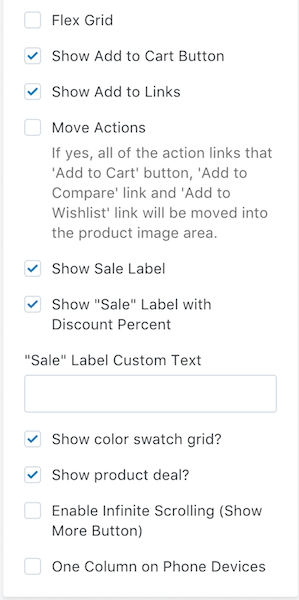 Flex Grid
Show Add to Cart Button
Show Add to Links
Move Actions
If yes, all of the action links that
'Add to Cart' button, 'Add to
Compare' link and 'Add to
Wishlist' link will be moved into
the product image area.
Show Sale Label
Show "Sale" Label with
Discount Percent
"Sale" Label Custom Text
Show color swatch grid?
Show product deal?
Enable Infinite Scrolling (Show
More Button)
One Column on Phone Devices